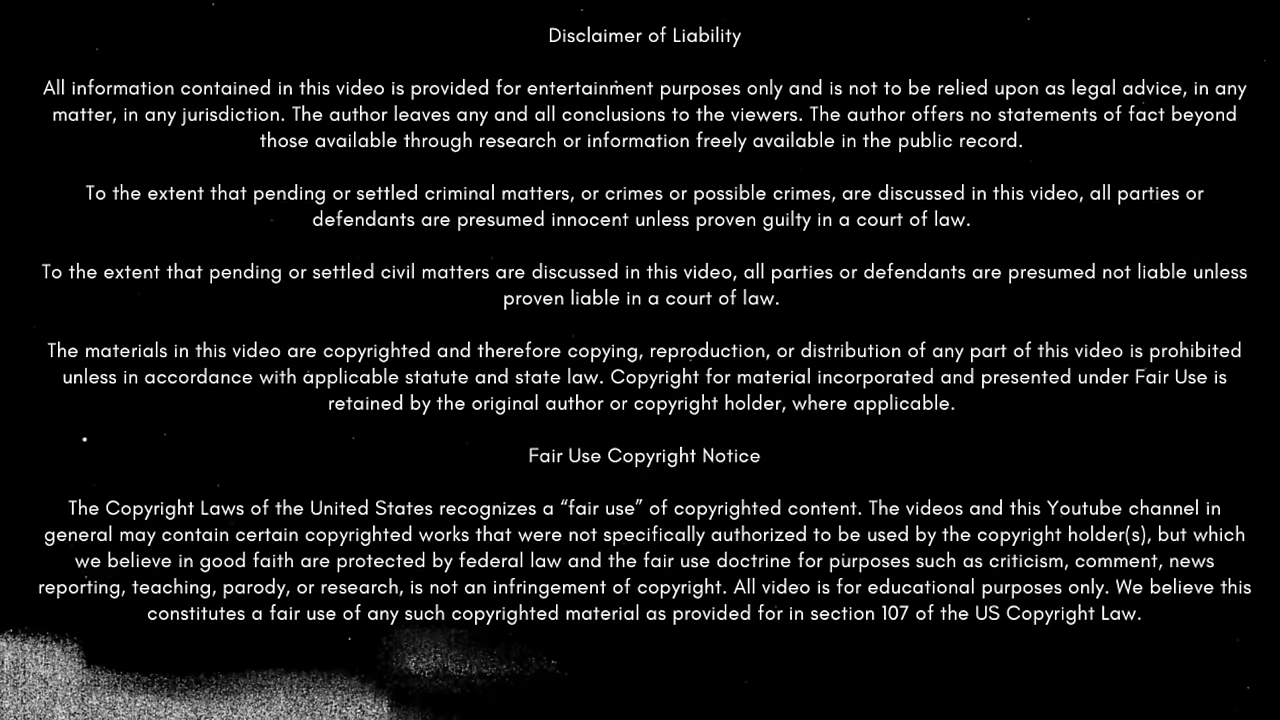 Disclaimer of Liability
All information contained in this video is provided for entertainment purposes only and is not to be relied upon as legal advice, in any
matter, in any jurisdiction. The author leaves any and all conclusions to the viewers. The author offers no statements of fact beyond
those available through research or information freely available in the public record.
To the extent that pending or settled criminal matters, or crimes or possible crimes, are discussed in this video, all parties or
defendants are presumed innocent unless proven guilty in a court of law.
To the extent that pending or settled civil matters are discussed in this video, all parties or defendants are presumed not liable unless
proven liable in a court of law.
The materials in this video are copyrighted and therefore copying, reproduction, or distribution of any part of this video is prohibited
unless in accordance with applicable statute and state law. Copyright for material incorporated and presented under Fair Use is
retained by the original author or copyright holder, where applicable.
Fair Use Copyright Notice
The Copyright Laws of the United States recognizes a “fair use” of copyrighted content. The videos and this Youtube channel in
general may contain certain copyrighted works that were not specifically authorized to be used by the copyright holder(s), but which
we believe in good faith are protected by federal law and the fair use doctrine for purposes such as criticism, comment, news
reporting, teaching, parody, or research, is not an infringement of copyright. All video is for educational purposes only. We believe this
constitutes a fair use of any such copyrighted material as provided for in section 107 of the US Copyright Law.